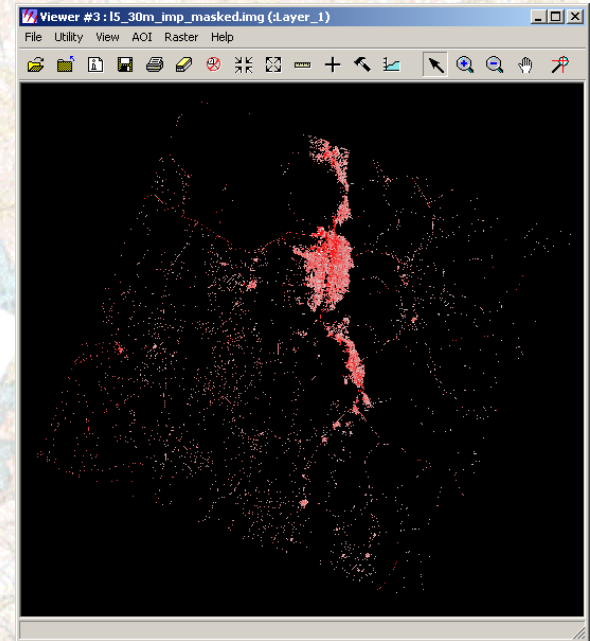 Viewer #3 : l5_30m_imp_masked.img (:Layer_1)
File Utility View AOI Raster Help